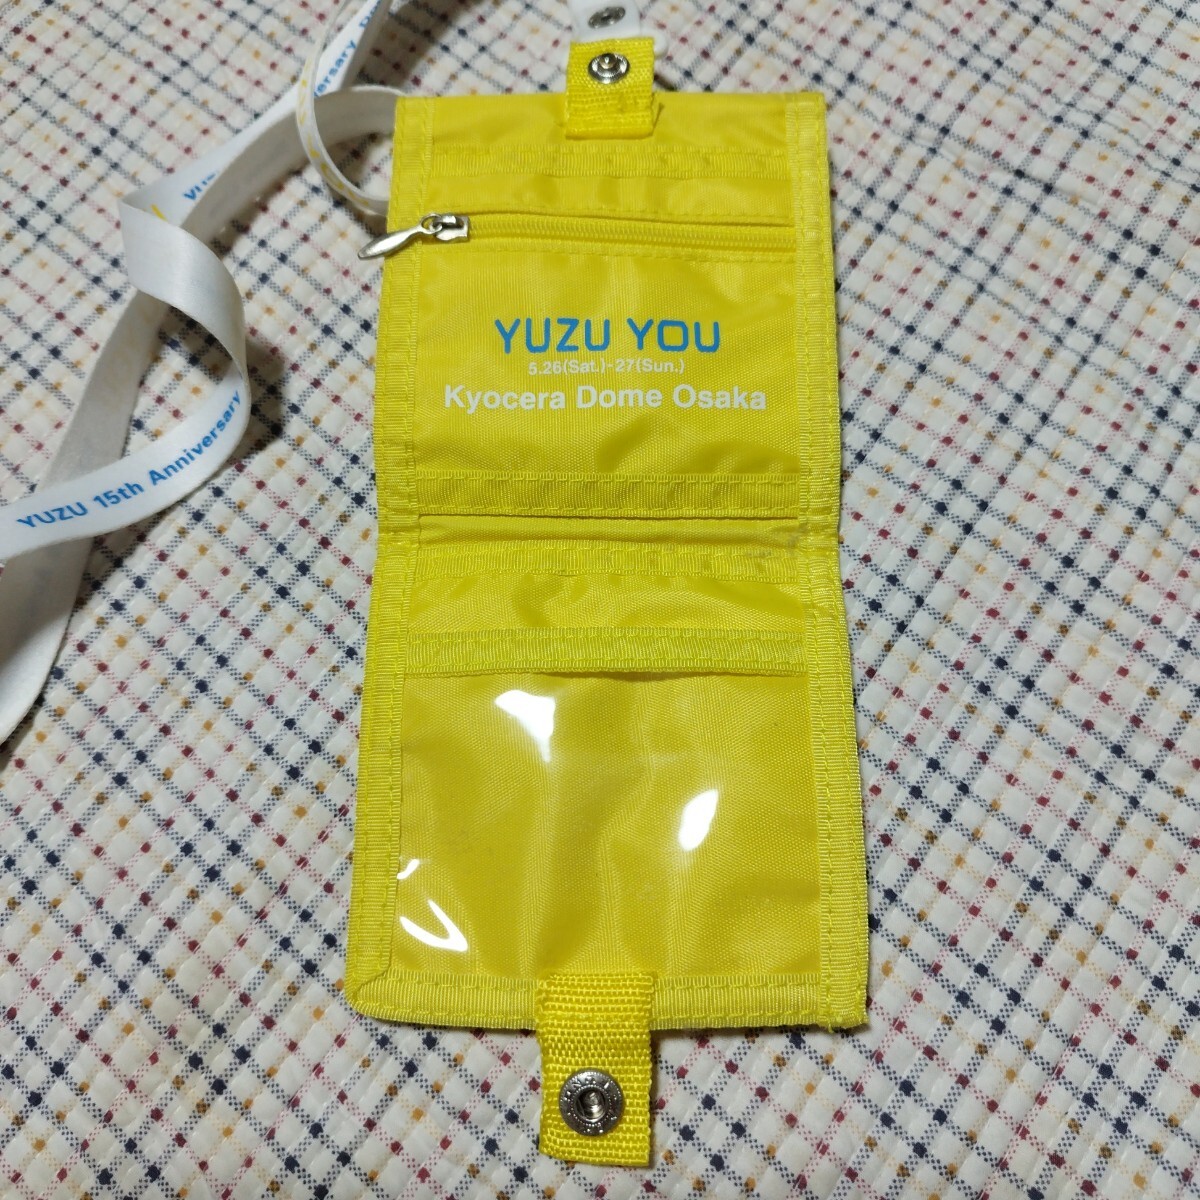 YUZU YOU
5.26(Sat.)-27(Sun.)
Kyocera Dome Osaka
YUZU 15th Anniversary